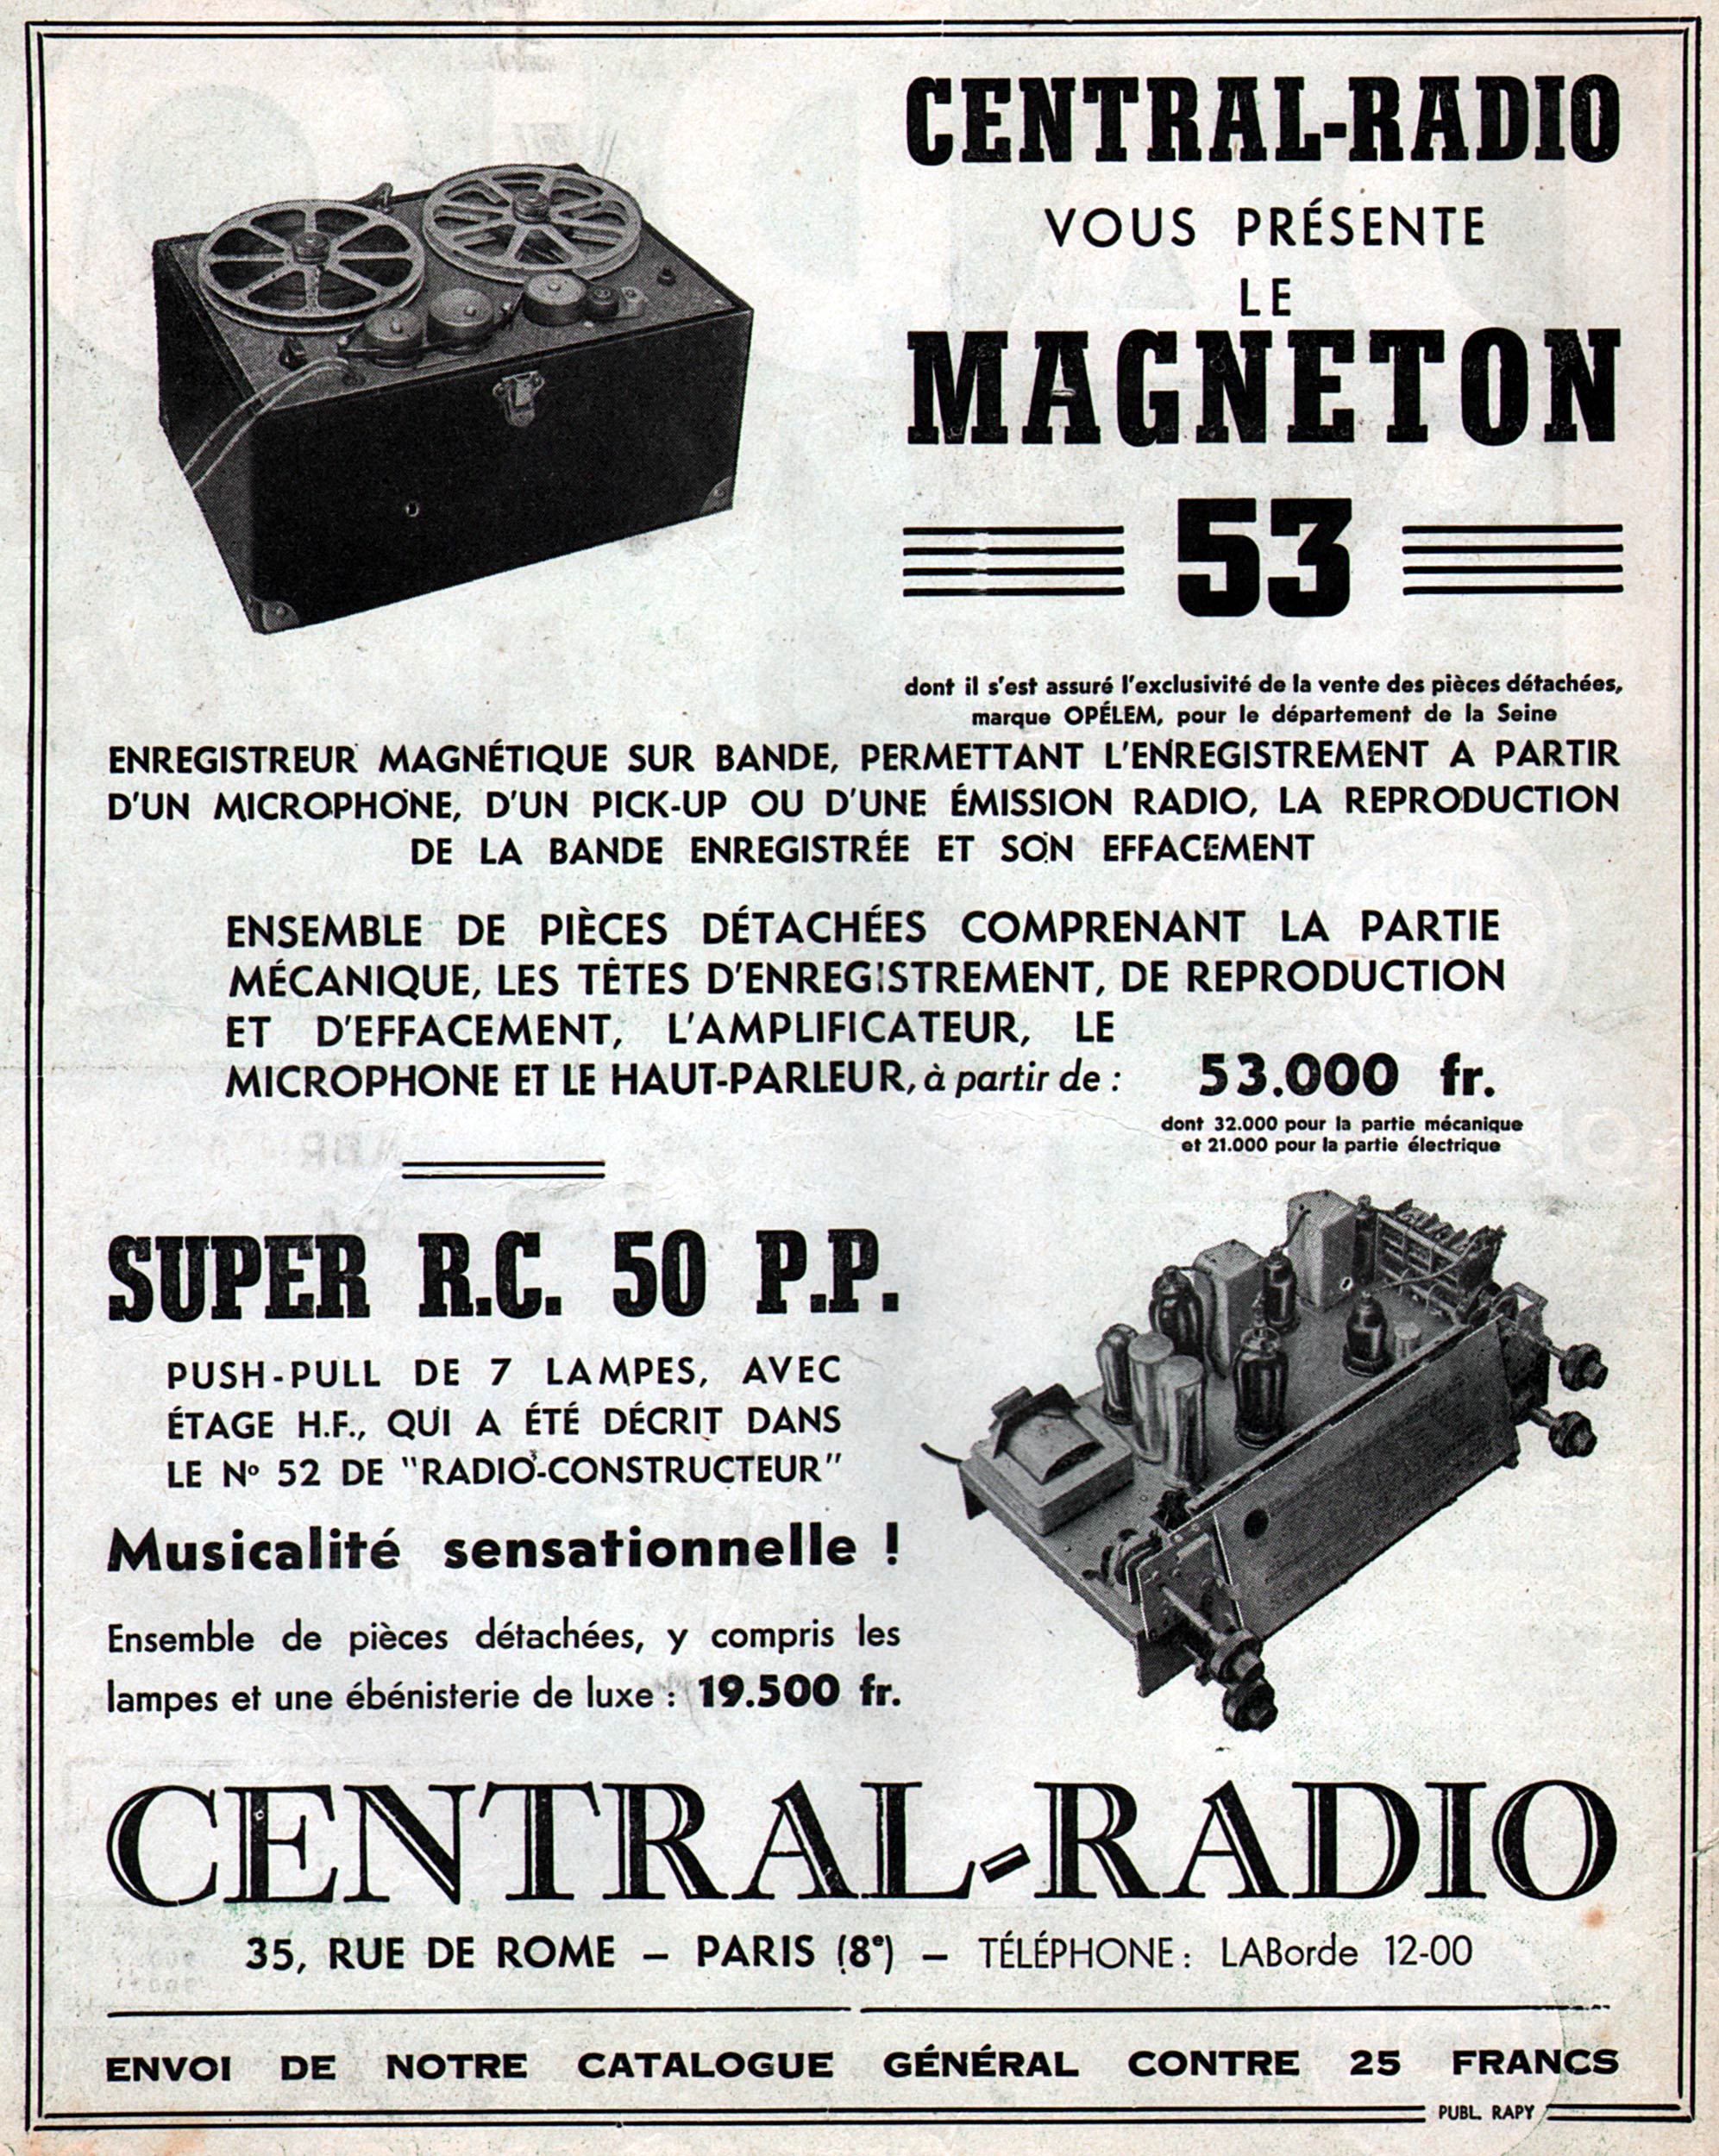 CENTRAL-RADIO
VOUS PRÉSENTE
LE
MAGNETON
53
dont il s'est assuré l'exclusivité de la vente des pièces détachées,
marque OPÉLEM, pour le département de la Seine
ENREGISTREUR MAGNÉTIQUE SUR BANDE, PERMETTANT L'ENREGISTREMENT A PARTIR
D'UN MICROPHONE, D'UN PICK-UP OU D'UNE ÉMISSION RADIO, LA REPRODUCTION
DE LA BANDE ENREGISTRÉE ET SON EFFACEMENT
ENSEMBLE DE PIÈCES DÉTACHÉES COMPRENANT LA PARTIE
MÉCANIQUE, LES TÊTES D'ENREGISTREMENT, DE REPRODUCTION
ET D'EFFACEMENT, L'AMPLIFICATEUR, LE
MICROPHONE ET LE HAUT-PARLEUR, à partir de : 53.000 fr.
dont 32.000 pour la partie mécanique
et 21.000 pour la partie électrique
SUPER R.C. 50 P.P.
PUSH-PULL DE 7 LAMPES, AVEC
ÉTAGE H.F., QUI A ÉTÉ DÉCRIT DANS
LE Nº 52 DE "RADIO-CONSTRUCTEUR"
Musicalité sensationnelle !
Ensemble de pièces détachées, y compris les
lampes et une ébénisterie de luxe : 19.500 fr.
CENTRAL-RADIO
35, RUE DE ROME – PARIS (8e) – TÉLÉPHONE : LABorde 12-00
ENVOI DE NOTRE CATALOGUE GÉNÉRAL CONTRE 25 FRANCS
PUBL. RAPY